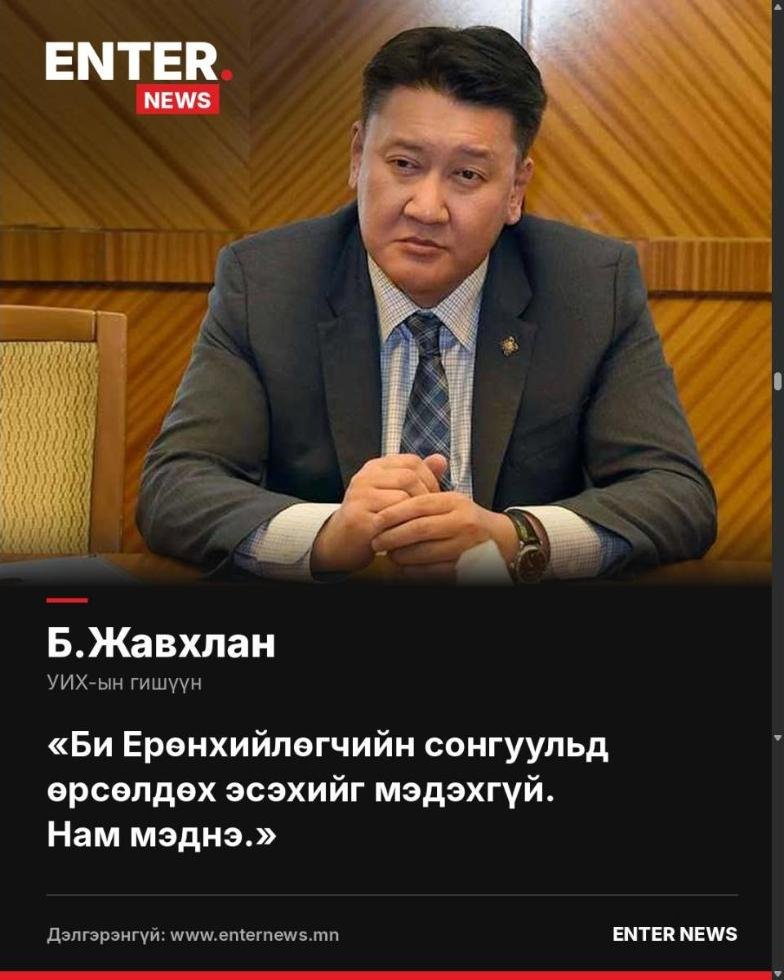 ENTER.
NEWS
Б.Жавхлан
УИХ-ын гишүүн
«Би Ерөнхийлөгчийн сонгуульд
өрсөлдөх эсэхийг мэдэхгүй.
Нам мэднэ.»
Дэлгэрэнгүй: www.enternews.mn
ENTER NEWS